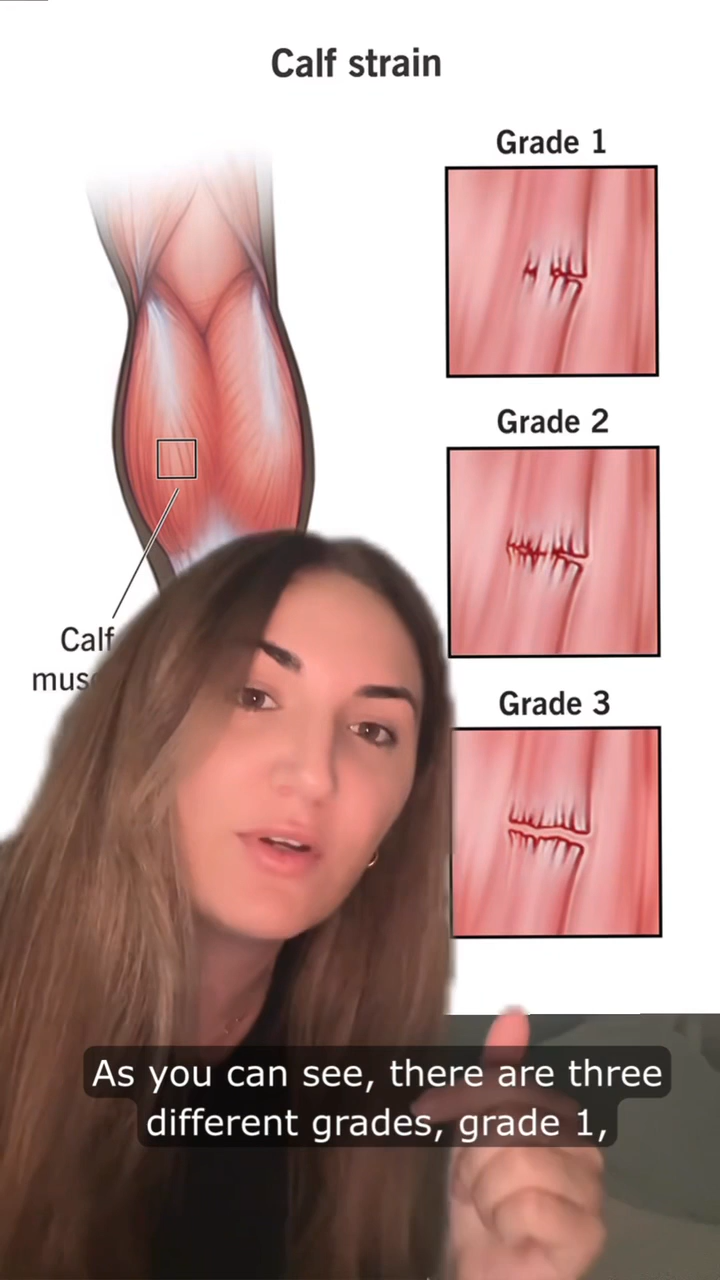 Calf strain
Grade 1
Grade 2
Calf
Grade 3
As you can see, there are three
different grades, grade 1,